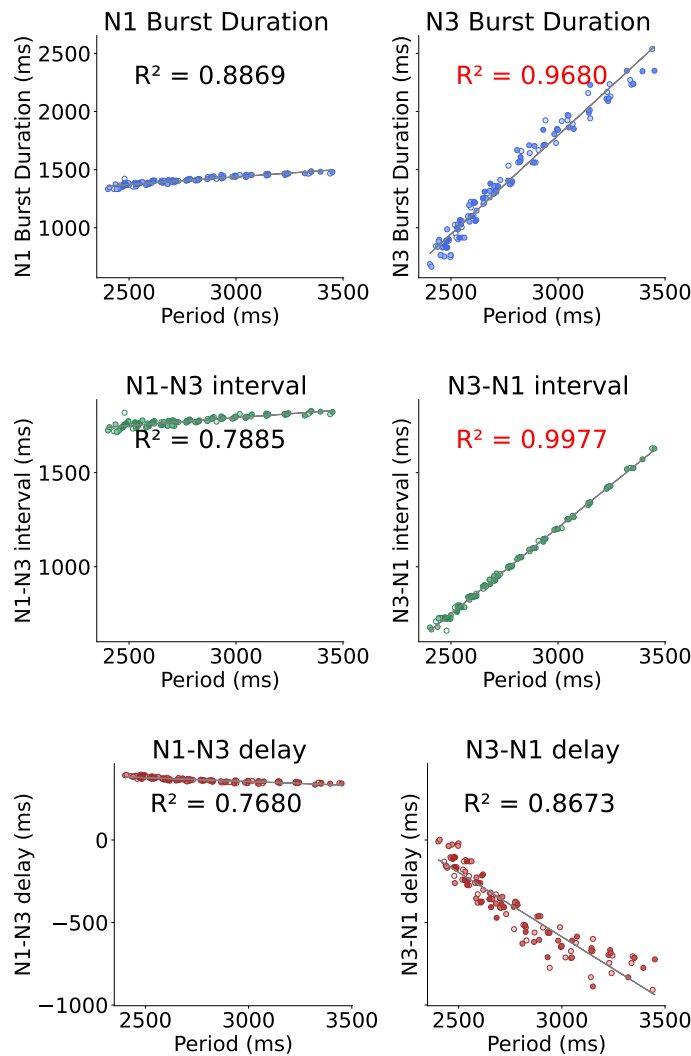 N1 Burst Duration
N3 Burst Duration
R² = 0.8869
R² = 0.9680
N1 Burst Duration (ms)
2500
2000
1500
1000
N3 Burst Duration (ms)
2500 3000 3500
Period (ms)
2500 3000 3500
Period (ms)
N1-N3 interval
N3-N1 interval
R² = 0.7885
R² = 0.9977
N1-N3 interval (ms)
1500
1000
N3-N1 interval (ms)
2500 3000 3500
Period (ms)
2500 3000 3500
Period (ms)
N1-N3 delay
N3-N1 delay
R² = 0.7680
R² = 0.8673
N1-N3 delay (ms)
0
−500
−1000
N3-N1 delay (ms)
2500 3000 3500
Period (ms)
2500 3000 3500
Period (ms)